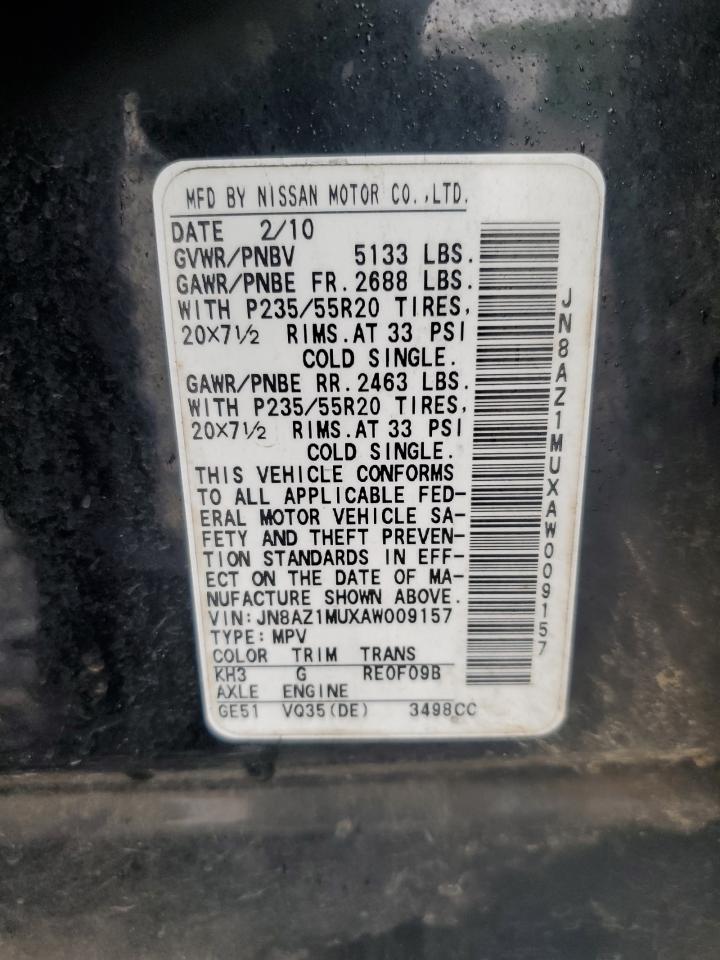 MFD BY NISSAN MOTOR CO.,LTD.
DATE 2/10
GVWR/PNBV 5133 LBS.
GAWR/PNBE FR.2688 LBS.
WITH P235/55R20 TIRES,
20X7 1/2 RIMS.AT 33 PSI
COLD SINGLE.
GAWR/PNBE RR.2463 LBS.
WITH P235/55R20 TIRES,
20X7 1/2 RIMS.AT 33 PSI
COLD SINGLE.
THIS VEHICLE CONFORMS
TO ALL APPLICABLE FED-
ERAL MOTOR VEHICLE SA-
FETY AND THEFT PREVEN-
TION STANDARDS IN EFF-
ECT ON THE DATE OF MA-
NUFACTURE SHOWN ABOVE.
VIN:JN8AZ1MUXAW009157
TYPE:MPV
COLOR TRIM TRANS
KH3 G RE0F09B
AXLE ENGINE
GE51 VQ35(DE) 3498CC
JN8AZ1MUXAW009157